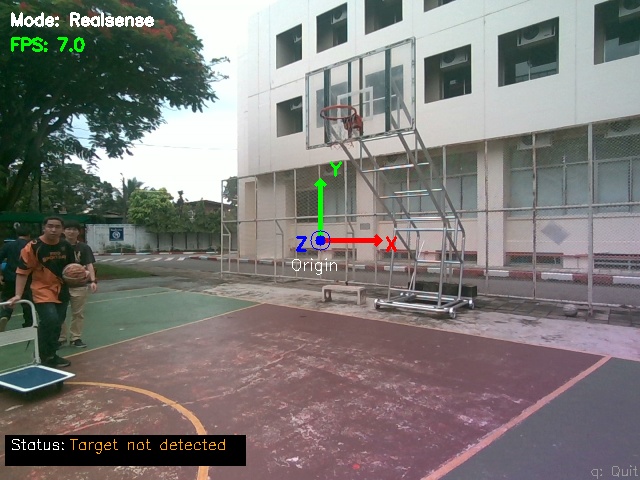 Mode: Realsense
FPS: 7.0
Y
Z
X
Origin
Status: Target not detected
q: Quit